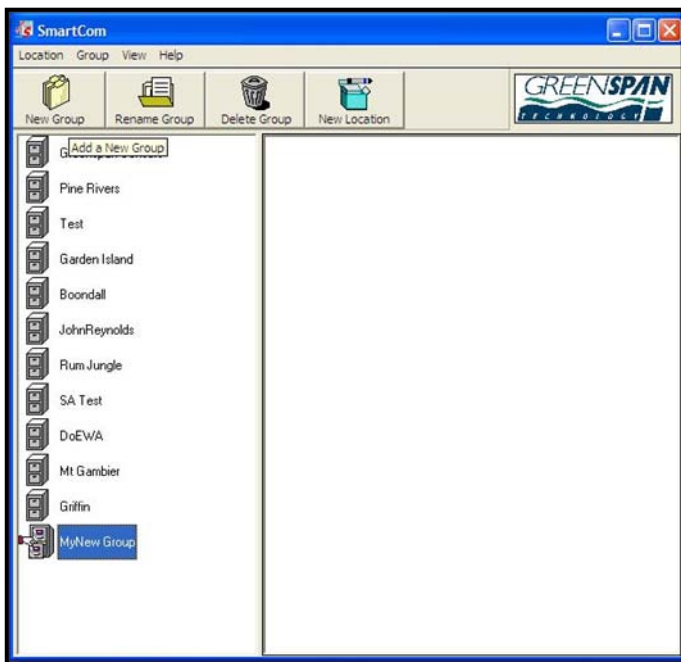 SmartCom
Location Group View Help
New Group Rename Group Delete Group New Location
GREENSPAN
TECHNOLOGY
Add a New Group
Pine Rivers
Test
Garden Island
Boondall
JohnReynolds
Rum Jungle
SA Test
DoEWA
Mt Gambier
Griffin
MyNew Group